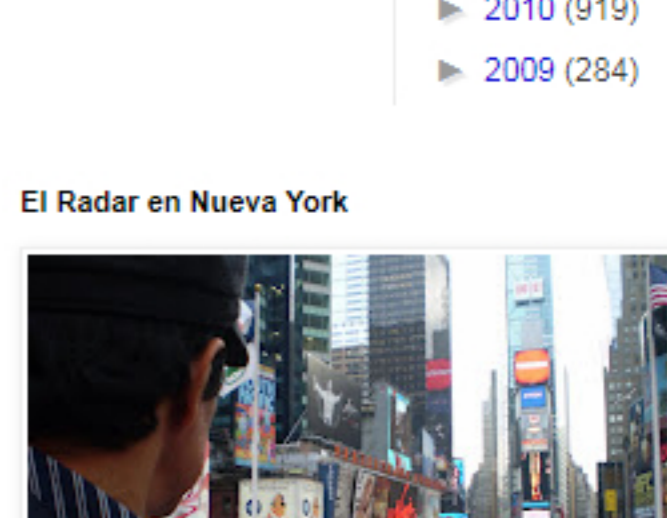 ► 2010 (919)
► 2009 (284)
El Radar en Nueva York